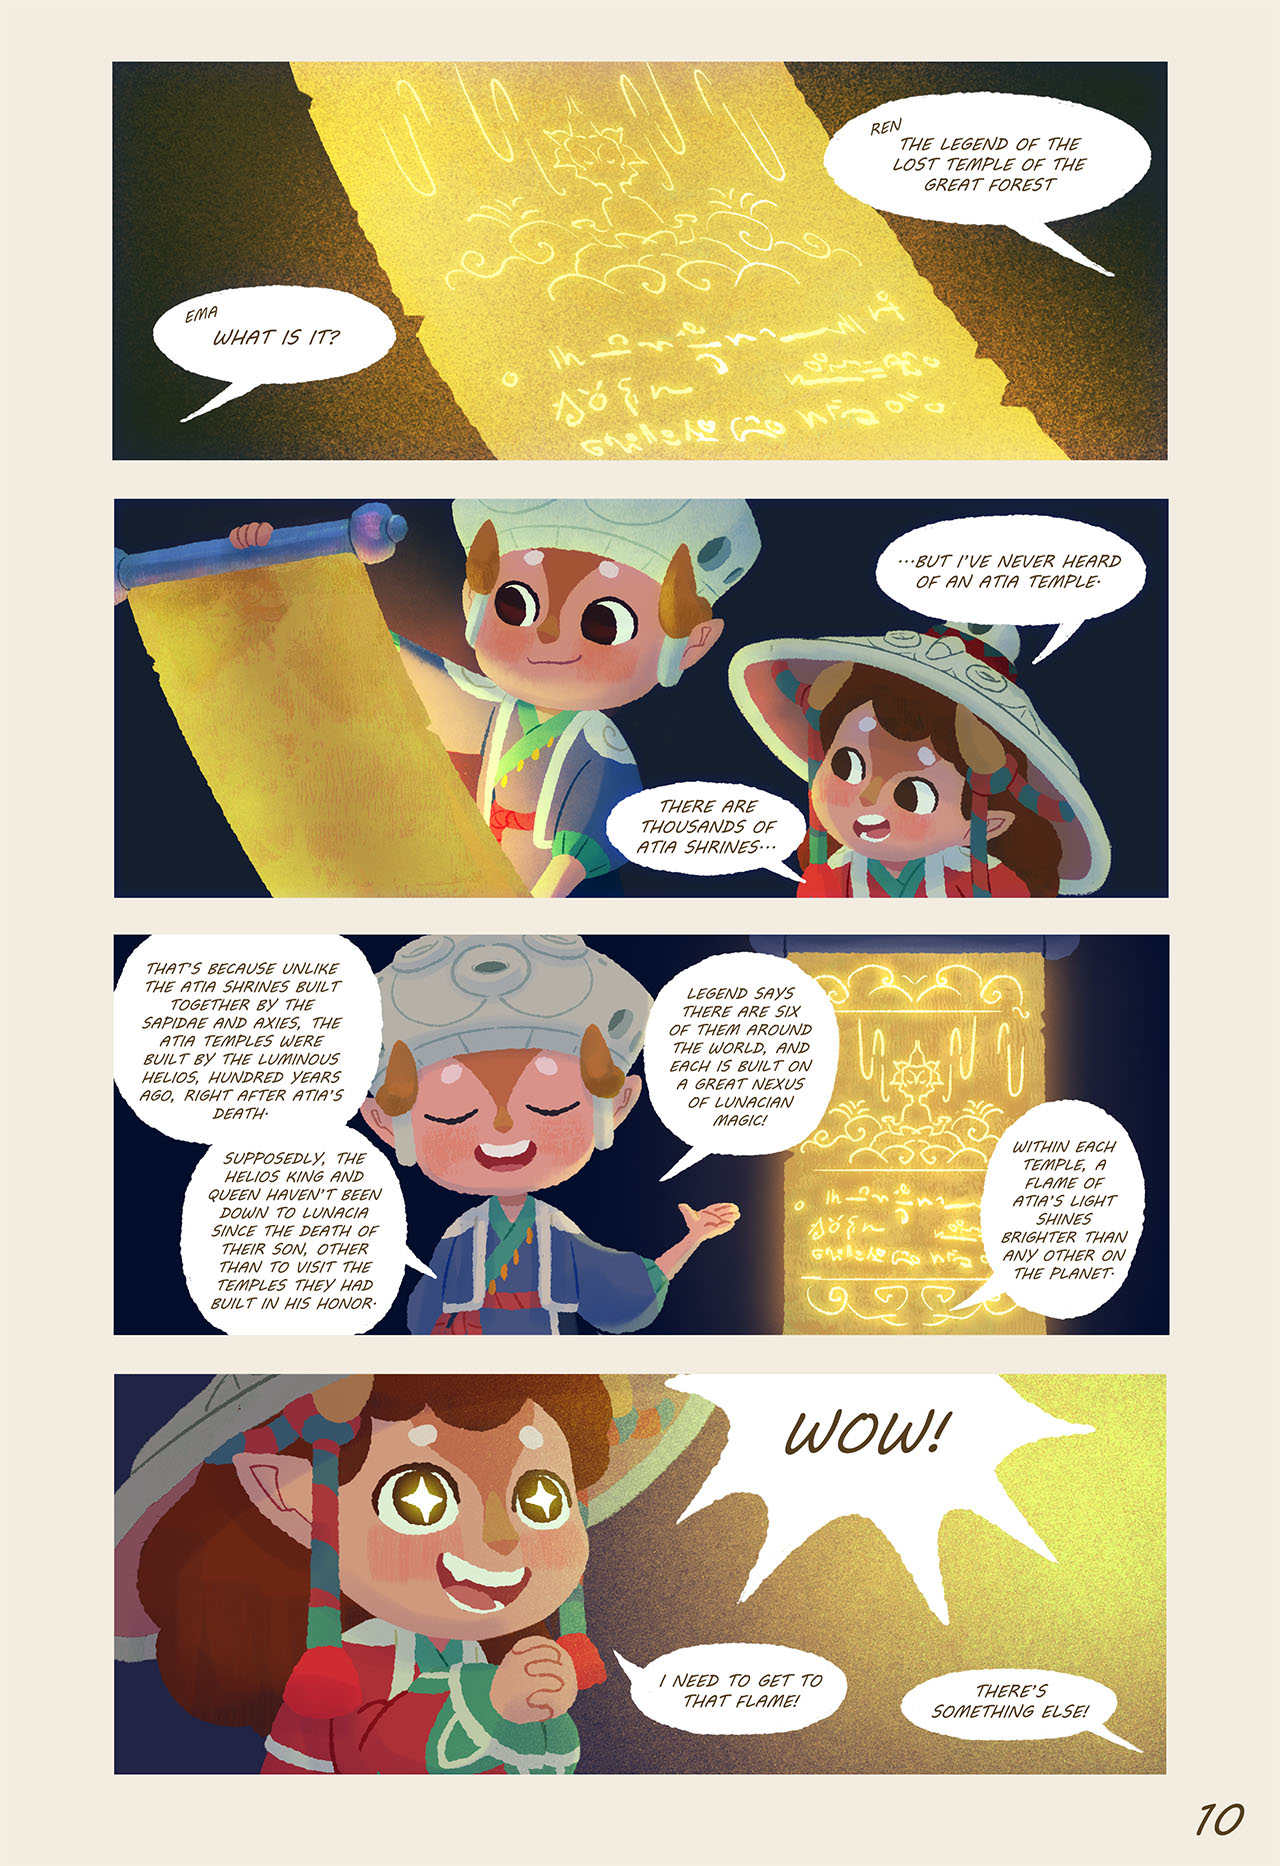 EMA
WHAT IS IT?
REN
THE LEGEND OF THE
LOST TEMPLE OF THE
GREAT FOREST
THERE ARE
THOUSANDS OF
ATIA SHRINES...
...BUT I'VE NEVER HEARD
OF AN ATIA TEMPLE.
THAT'S BECAUSE UNLIKE
THE ATIA SHRINES BUILT
TOGETHER BY THE
SAPIDAE AND AXIES, THE
ATIA TEMPLES WERE
BUILT BY THE LUMINOUS
HELIOS, HUNDRED YEARS
AGO, RIGHT AFTER ATIA'S
DEATH.
SUPPOSEDLY, THE
HELIOS KING AND
QUEEN HAVEN'T BEEN
DOWN TO LUNACIA
SINCE THE DEATH OF
THEIR SON, OTHER
THAN TO VISIT THE
TEMPLES THEY HAD
BUILT IN HIS HONOR.
LEGEND SAYS
THERE ARE SIX
OF THEM AROUND
THE WORLD, AND
EACH IS BUILT ON
A GREAT NEXUS
OF LUNACIAN
MAGIC!
WITHIN EACH
TEMPLE, A
FLAME OF
ATIA'S LIGHT
SHINES
BRIGHTER THAN
ANY OTHER ON
THE PLANET.
WOW!
I NEED TO GET TO
THAT FLAME!
THERE'S
SOMETHING ELSE!
10